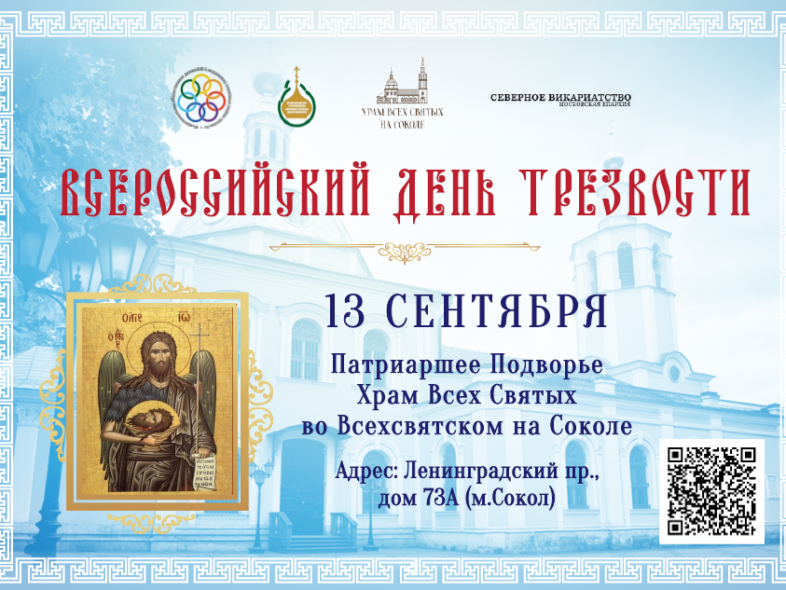 ХРАМ ВСЕХ СВЯТЫХ
НА СОКОЛЕ
СЕВЕРНОЕ ВИКАРИАТСТВО
МОСКОВСКАЯ ЕПАРХИЯ
ВСЕРОССИЙСКИЙ ДЕНЬ ТРЕЗВОСТИ
13 СЕНТЯБРЯ
Патриаршее Подворье
Храм Всех Святых
во Всехсвятском на Соколе
Адрес: Ленинградский пр.,
дом 73А (м.Сокол)